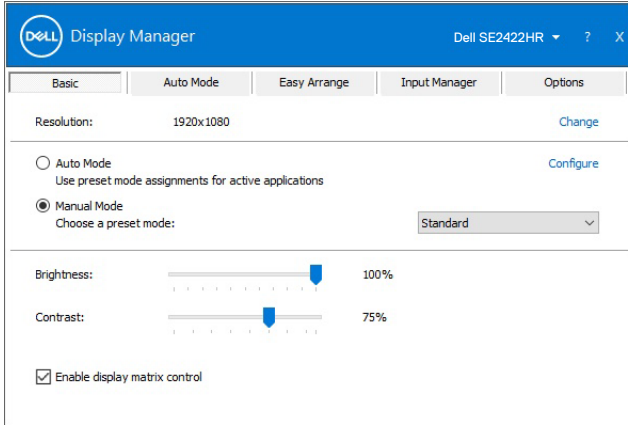 DELL Display Manager Dell SE2422HR ? X
Basic Auto Mode Easy Arrange Input Manager Options
Resolution: 1920x1080 Change
Auto Mode Configure
Use preset mode assignments for active applications
Manual Mode
Choose a preset mode: Standard
Brightness: 100%
Contrast: 75%
Enable display matrix control